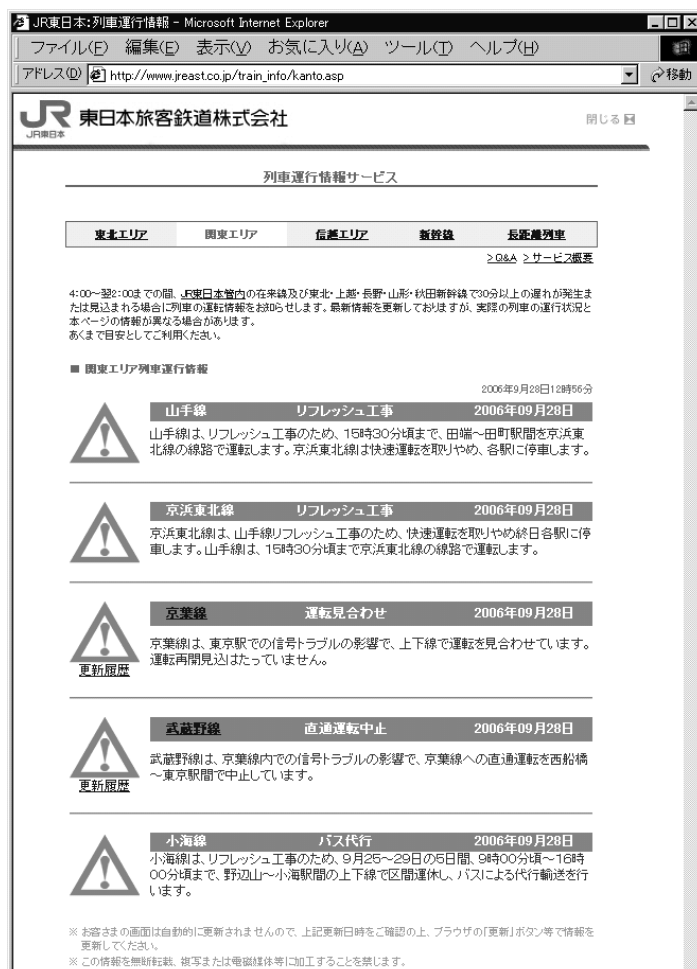 JR東日本:列車運行情報 - Microsoft Internet Explorer
ファイル(F) 編集(E) 表示(V) お気に入り(A) ツール(T) ヘルプ(H)
アドレス(D) http://www.jreast.co.jp/train_info/kanto.asp 移動
JR JR東日本 東日本旅客鉄道株式会社 閉じる
列車運行情報サービス
東北エリア 関東エリア 信越エリア 新幹線 長距離列車
>Q&A >サービス概要
4:00〜翌2:00までの間、JR東日本管内の在来線及び東北・上越・長野・山形・秋田新幹線で30分以上の遅れが発生ま
たは見込まれる場合に列車の運転情報をお知らせします。最新情報を更新しておりますが、実際の列車の運行状況と
本ページの情報が異なる場合があります。
あくまで目安としてご利用ください。
■ 関東エリア列車運行情報
2006年9月28日12時56分
山手線 リフレッシュ工事 2006年09月28日
山手線は、リフレッシュ工事のため、15時30分頃まで、田端〜田町駅間を京浜東
北線の線路で運転します。京浜東北線は快速運転を取りやめ、各駅に停車します。
京浜東北線 リフレッシュ工事 2006年09月28日
京浜東北線は、山手線リフレッシュ工事のため、快速運転を取りやめ終日各駅に停
車します。山手線は、15時30分頃まで京浜東北線の線路で運転します。
京葉線 運転見合わせ 2006年09月28日
京葉線は、東京駅での信号トラブルの影響で、上下線で運転を見合わせています。
運転再開見込はたっていません。
更新履歴
武蔵野線 直通運転中止 2006年09月28日
武蔵野線は、京葉線内での信号トラブルの影響で、京葉線への直通運転を西船橋
〜東京駅間で中止しています。
更新履歴
小海線 バス代行 2006年09月28日
小海線は、リフレッシュ工事のため、9月25〜29日の5日間、9時00分頃〜16時
00分頃まで、野辺山〜小海駅間の上下線で区間運休し、バスによる代行輸送を行
います。
※ お客さまの画面は自動的に更新されませんので、上記更新日時をご確認の上、ブラウザの「更新」ボタン等で情報を
更新してください。
※ この情報を無断転載、複写または電磁媒体等に加工することを禁じます。